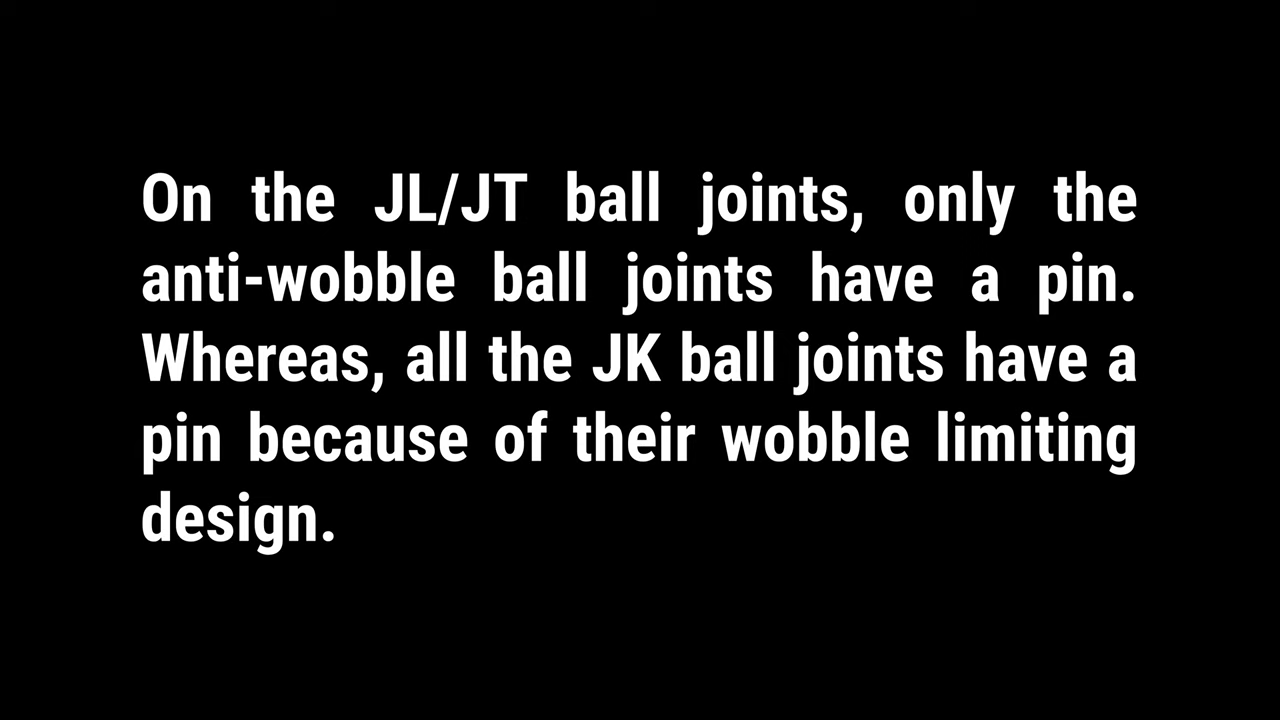 On the JL/JT ball joints, only the
anti-wobble ball joints have a pin.
Whereas, all the JK ball joints have a
pin because of their wobble limiting
design.